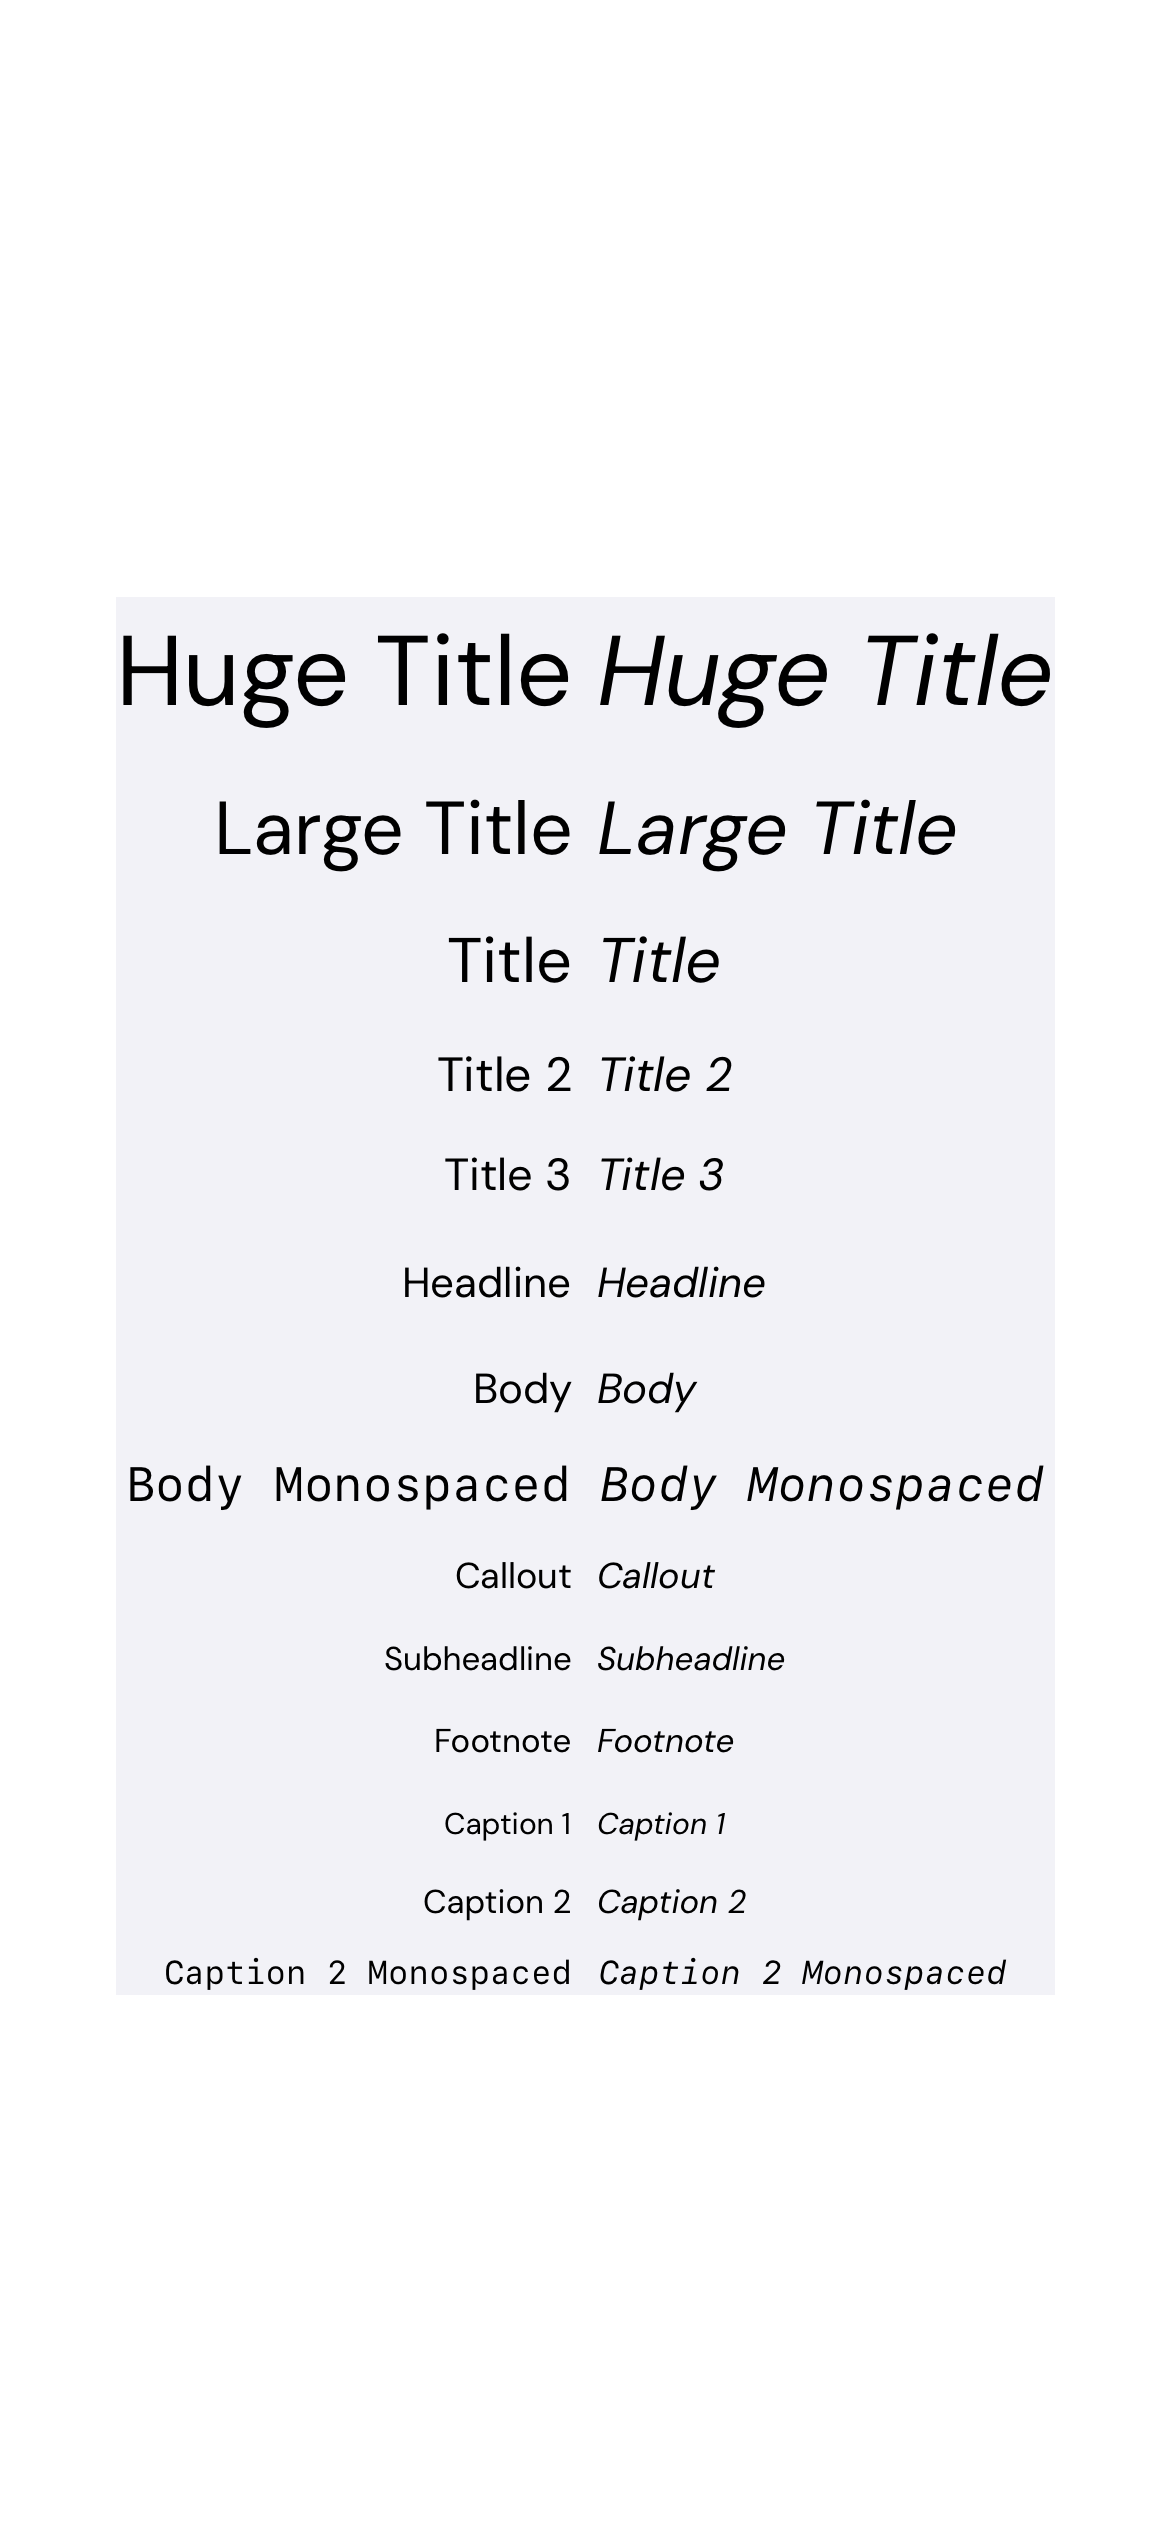 Huge Title Huge Title
Large Title Large Title
Title Title
Title 2 Title 2
Title 3 Title 3
Headline Headline
Body Body
Body Monospaced Body Monospaced
Callout Callout
Subheadline Subheadline
Footnote Footnote
Caption 1 Caption 1
Caption 2 Caption 2
Caption 2 Monospaced Caption 2 Monospaced